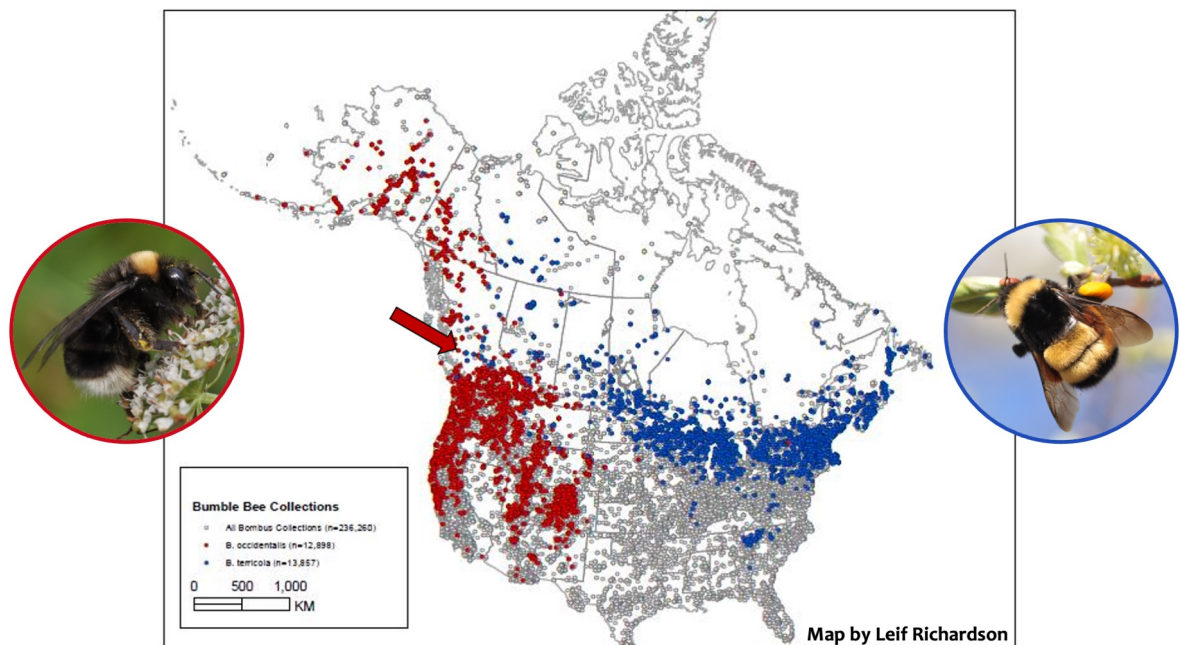 Bumble Bee Collections
All Bombus Collections (n=236,260)
B. occidentalis (n=12,898)
B. terricola (n=13,857)
0 500 1,000
KM
Map by Leif Richardson